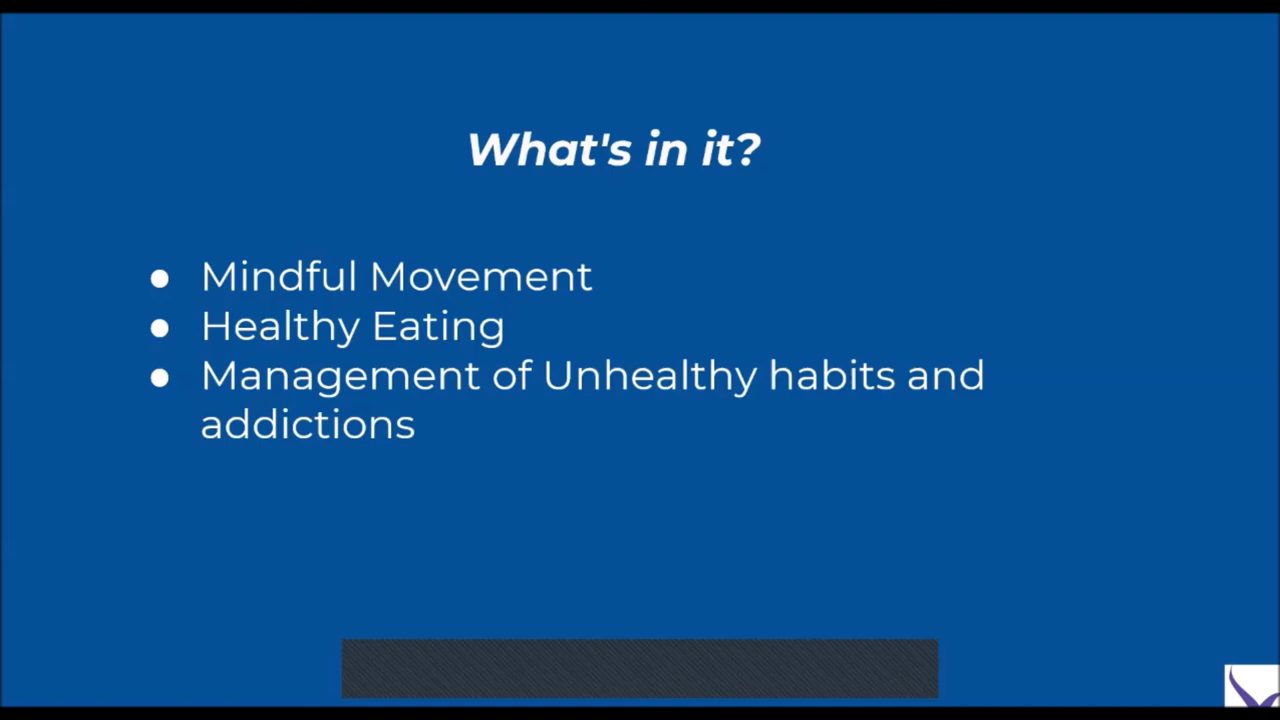 What's in it?
● Mindful Movement
● Healthy Eating
● Management of Unhealthy habits and
addictions